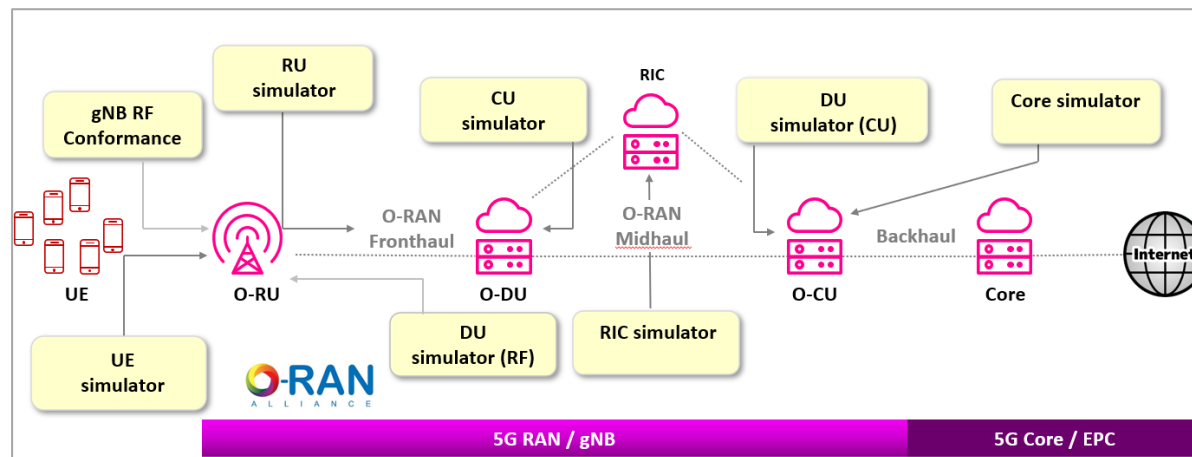 RU
simulator
gNB RF
Conformance
CU
simulator
RIC
DU
simulator (CU)
Core simulator
O-RAN
Fronthaul
O-RAN
Midhaul
Backhaul
Internet
UE
O-RU
O-DU
O-CU
Core
UE
simulator
DU
simulator (RF)
RIC simulator
O-RAN
ALLIANCE
5G RAN / gNB
5G Core / EPC